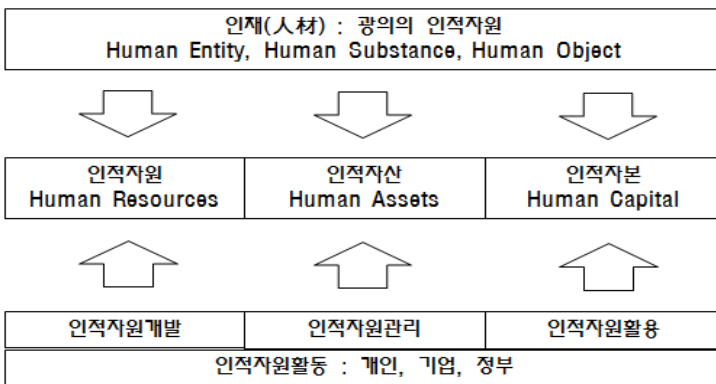 인재(人材) : 광의의 인적자원
Human Entity, Human Substance, Human Object
인적자원 인적자산 인적자본
Human Resources Human Assets Human Capital
인적자원개발 인적자원관리 인적자원활용
인적자원활동 : 개인, 기업, 정부